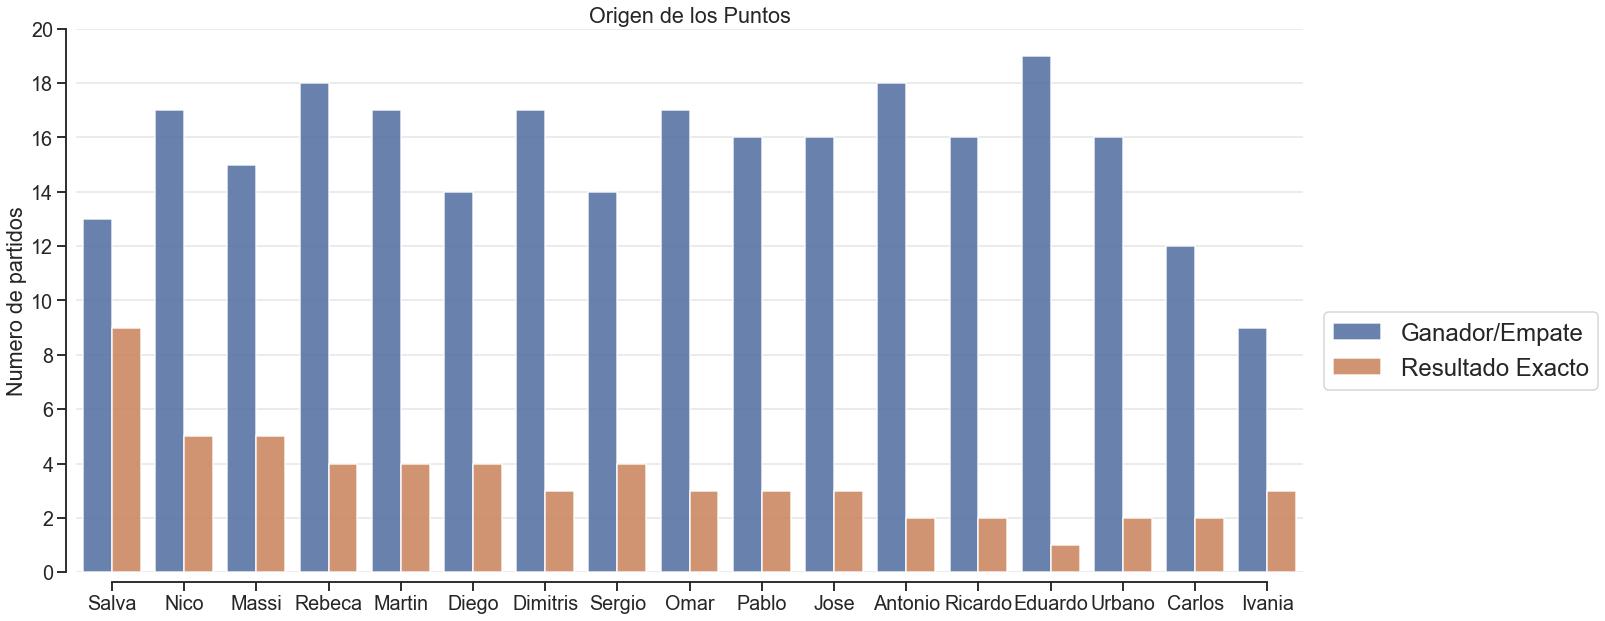 Origen de los Puntos
Numero de partidos
20
18
16
14
12
10
8
6
4
2
0
Salva Nico Massi Rebeca Martin Diego Dimitris Sergio Omar Pablo Jose Antonio Ricardo Eduardo Urbano Carlos Ivania
Ganador/Empate
Resultado Exacto